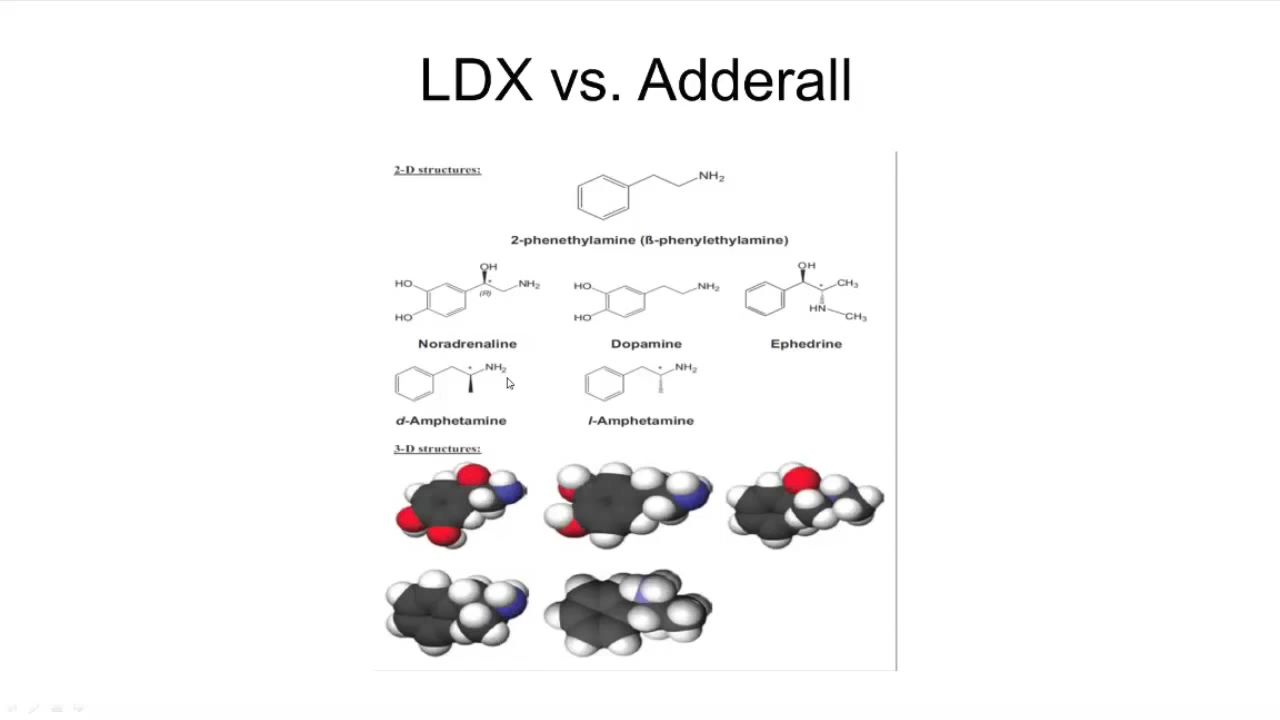 LDX vs. Adderall
2-D structures:
NH2
2-phenethylamine (ß-phenylethylamine)
OH
HO
*
NH2
(R)
HO
Noradrenaline
HO
NH2
HO
Dopamine
OH
*
CH3
HN
CH3
Ephedrine
*
NH2
d-Amphetamine
*
NH2
l-Amphetamine
3-D structures: